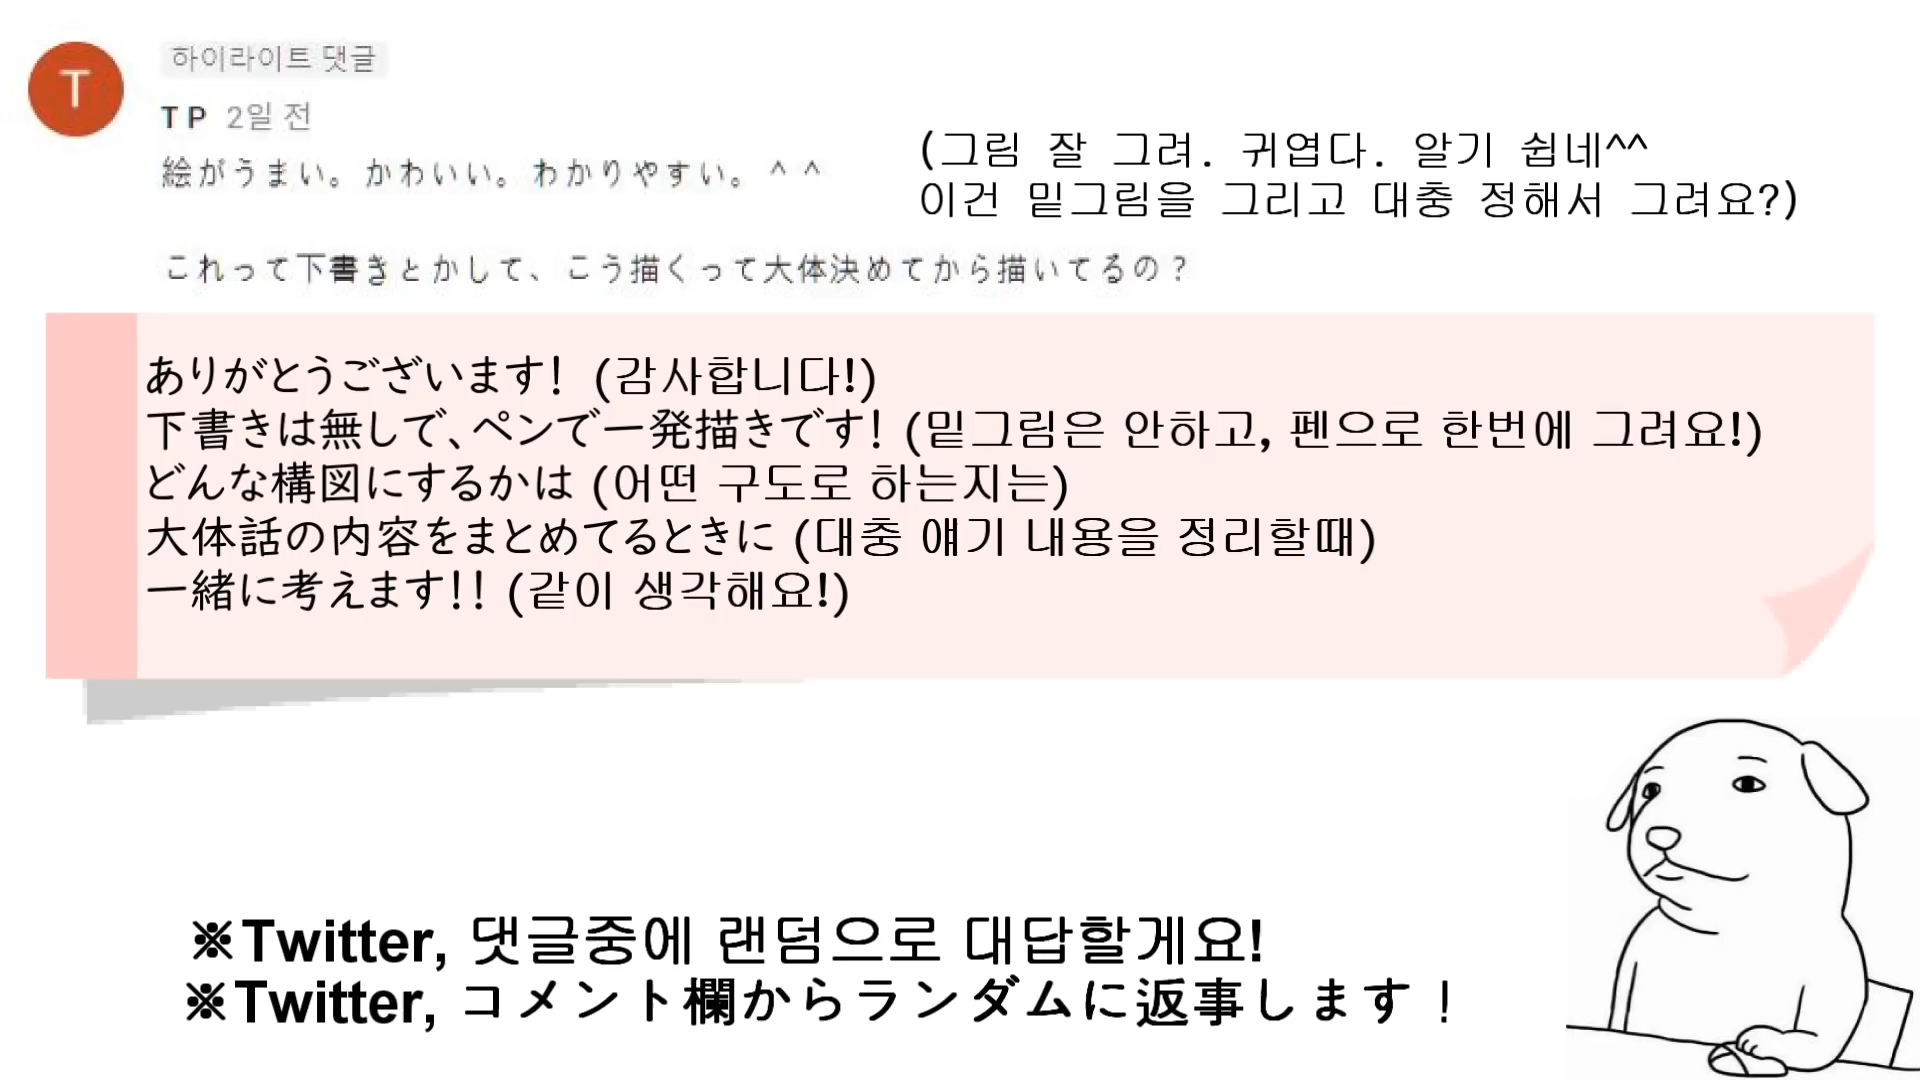 T
하이라이트 댓글
T P 2일 전
絵がうまい。かわいい。わかりやすい。＾＾
(그림 잘 그려. 귀엽다. 알기 쉽네^^
이건 밑그림을 그리고 대충 정해서 그려요?)
これって下書きとかして、こう描くって大体決めてから描いてるの？
ありがとうございます! (감사합니다!)
下書きは無しで、ペンで一発描きです! (밑그림은 안하고, 펜으로 한번에 그려요!)
どんな構図にするかは (어떤 구도로 하는지는)
大体話の内容をまとめてるときに (대충 얘기 내용을 정리할때)
一緒に考えます!! (같이 생각해요!)
※Twitter, 댓글중에 랜덤으로 대답할게요!
※Twitter, コメント欄からランダムに返事します！